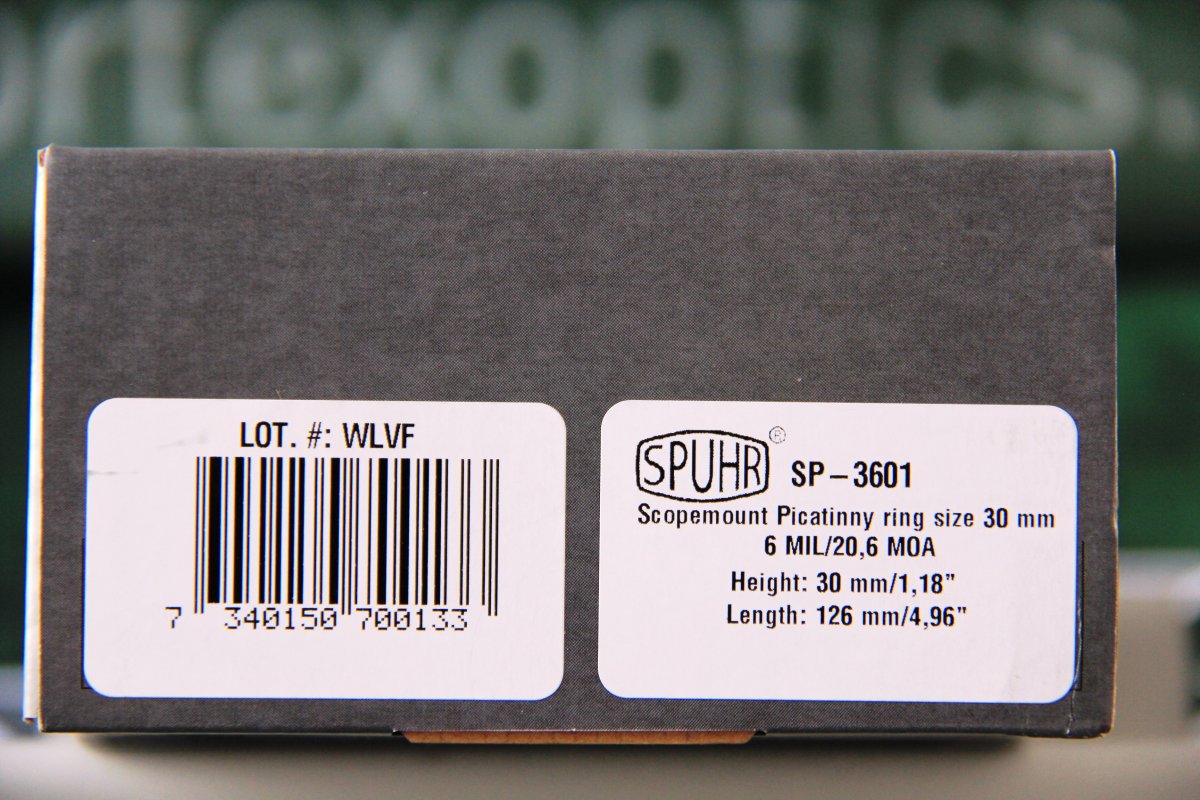 ortexoptics.
LOT. #: WLVF
7 340150 700133
SPUHR® SP–3601
Scopemount Picatinny ring size 30 mm
6 MIL/20,6 MOA
Height: 30 mm/1,18”
Length: 126 mm/4,96”